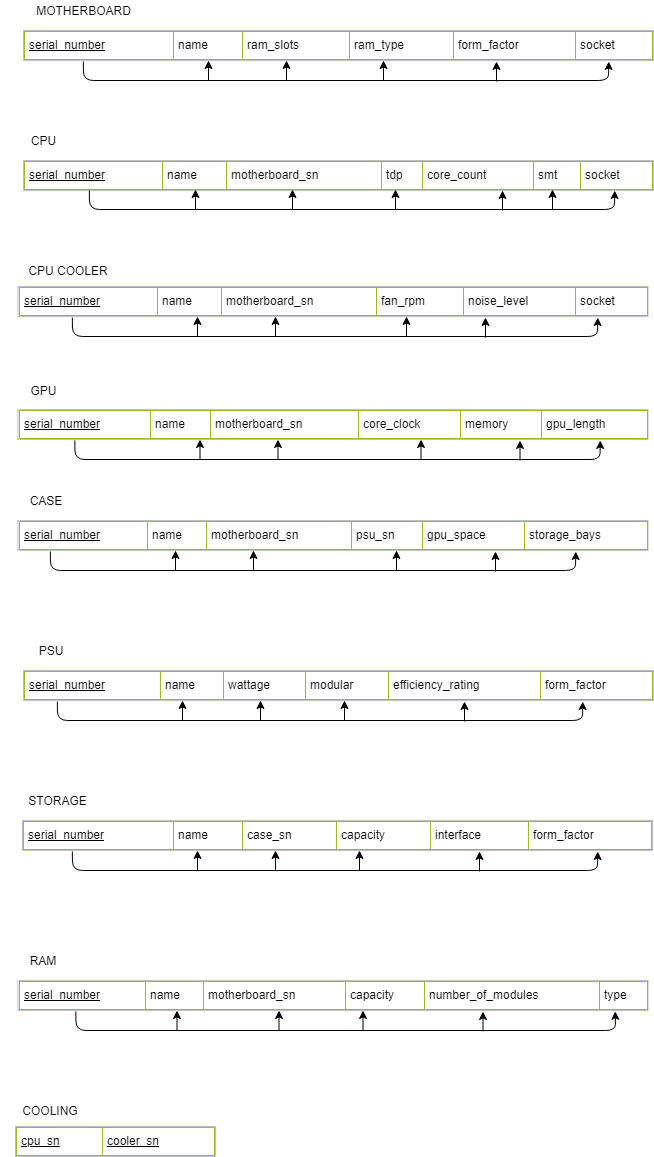 MOTHERBOARD
serial_number name ram_slots ram_type form_factor socket
CPU
serial_number name motherboard_sn tdp core_count smt socket
CPU COOLER
serial_number name motherboard_sn fan_rpm noise_level socket
GPU
serial_number name motherboard_sn core_clock memory gpu_length
CASE
serial_number name motherboard_sn psu_sn gpu_space storage_bays
PSU
serial_number name wattage modular efficiency_rating form_factor
STORAGE
serial_number name case_sn capacity interface form_factor
RAM
serial_number name motherboard_sn capacity number_of_modules type
COOLING
cpu_sn cooler_sn